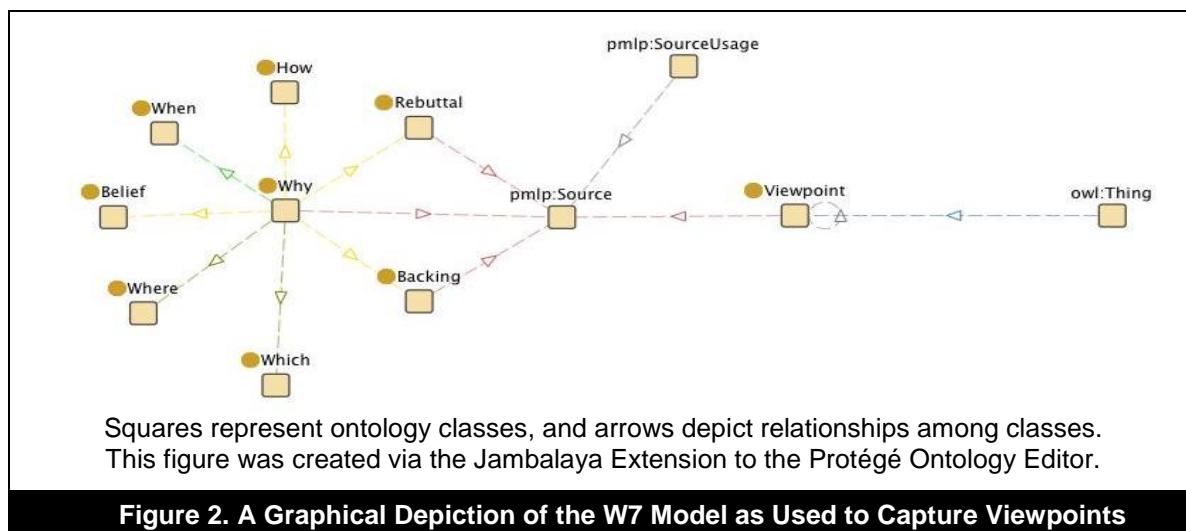 pmlp:SourceUsage
How
When
Rebuttal
Belief
Why
pmlp:Source
Viewpoint
owl:Thing
Where
Backing
Which
Squares represent ontology classes, and arrows depict relationships among classes.
This figure was created via the Jambalaya Extension to the Protégé Ontology Editor.
Figure 2. A Graphical Depiction of the W7 Model as Used to Capture Viewpoints